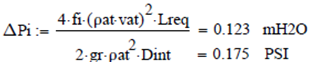 ΔPi := 4·fi·(ρat·vat)²·Lreq / 2·gr·ρat²·Dint = 0.123 mH2O
= 0.175 PSI